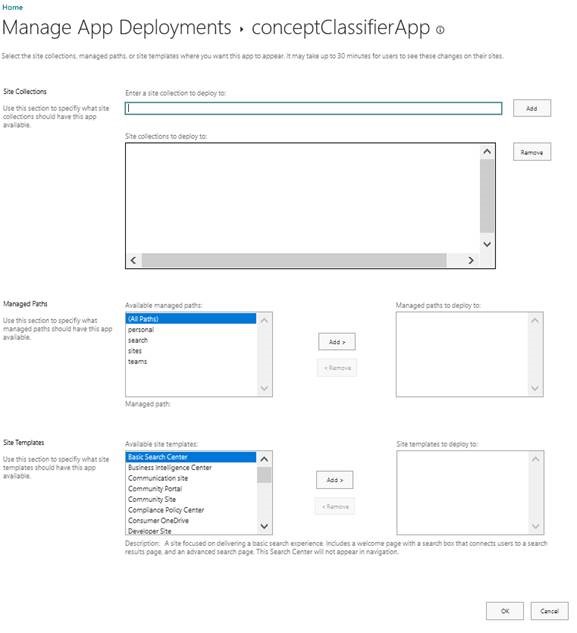 Home
Manage App Deployments ▸ conceptClassifierApp
Select the site collections, managed paths, or site templates where you want this app to appear. It may take up to 30 minutes for users to see these changes on their sites.
Site Collections
Use this section to specifiy what site
collections should have this app
available.
Enter a site collection to deploy to:
Add
Site collections to deploy to:
Remove
Managed Paths
Use this section to specify what
managed paths should have this app
available.
Available managed paths:
(All Paths)
personal
search
sites
teams
Managed path:
Add >
< Remove
Managed paths to deploy to:
Site Templates
Use this section to specifiy what site
templates should have this app
available.
Available site templates:
Basic Search Center
Business Intelligence Center
Communication site
Community Portal
Community Site
Compliance Policy Center
Consumer OneDrive
Developer Site
Add >
< Remove
Site templates to deploy to:
Description: A site focused on delivering a basic search experience. Includes a welcome page with a search box that connects users to a search
results page, and an advanced search page. This Search Center will not appear in navigation.
OK
Cancel